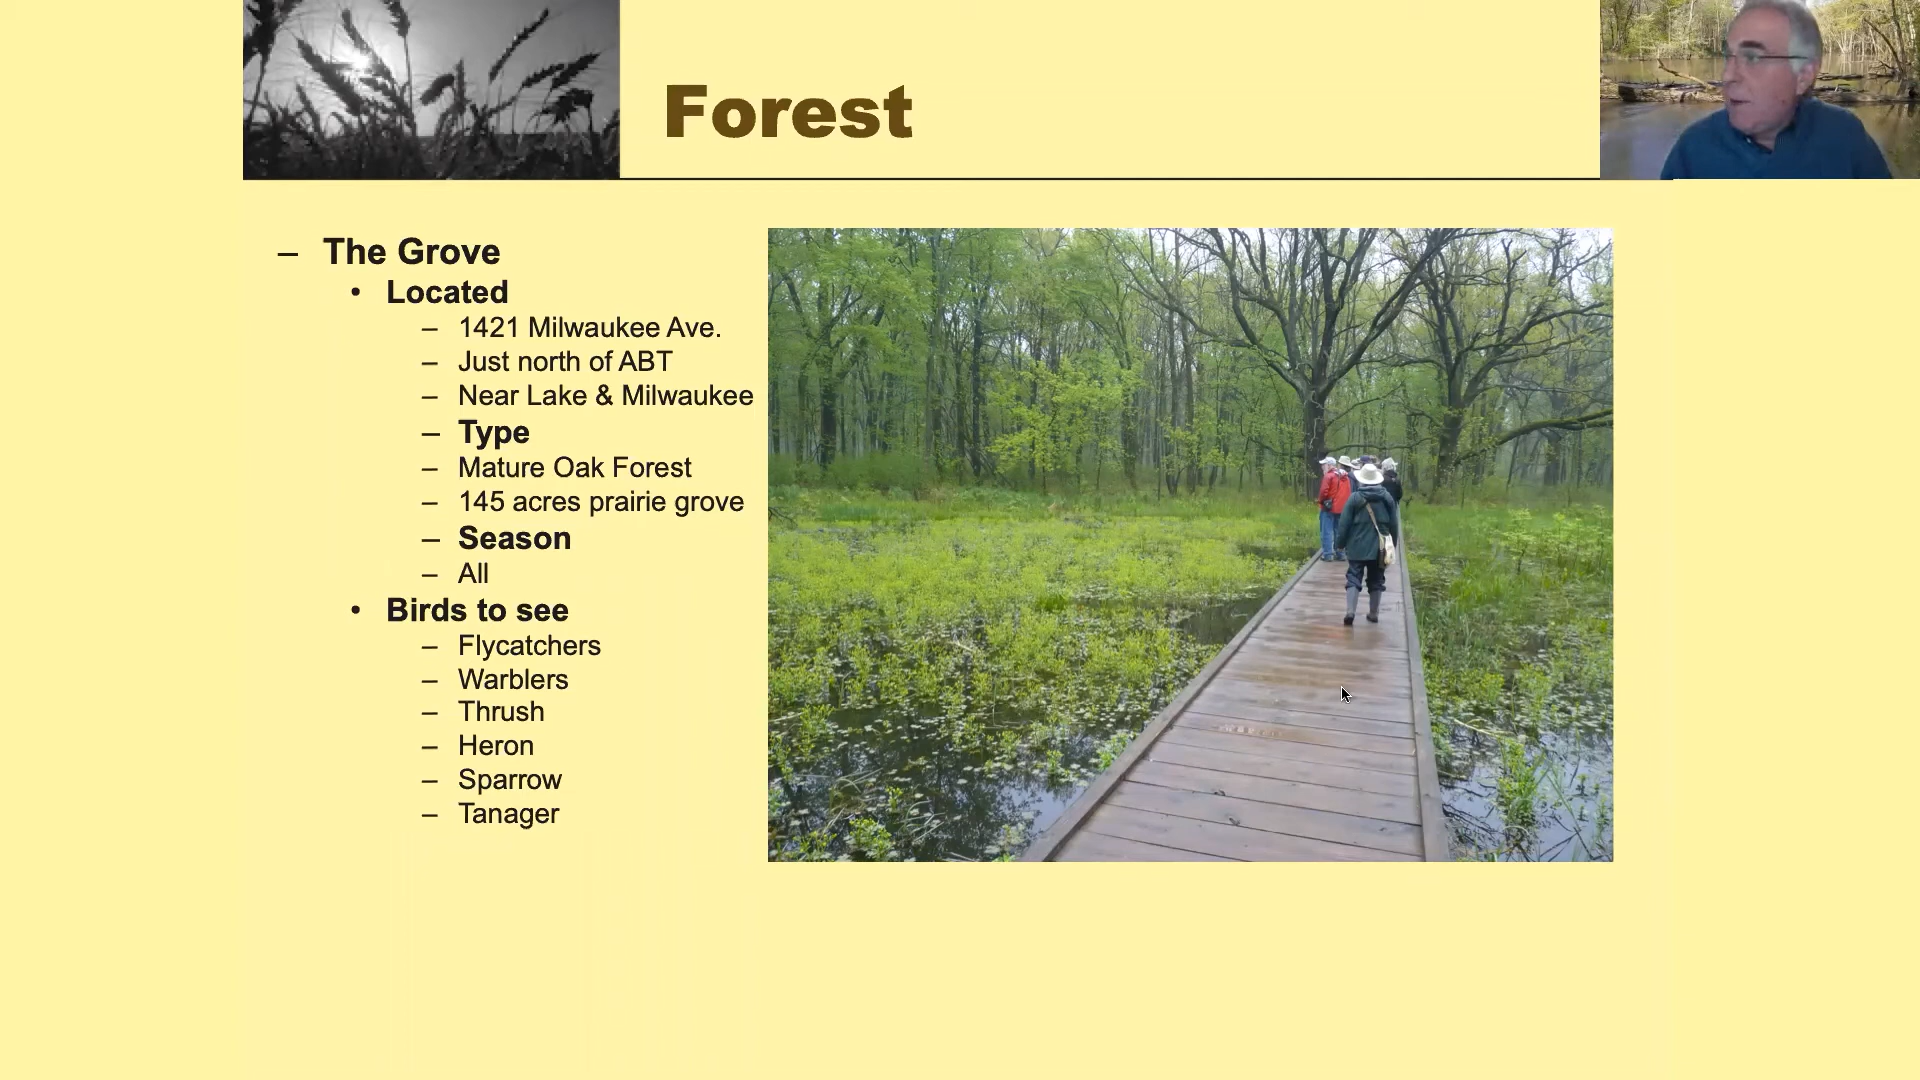 Forest
– The Grove
• Located
– 1421 Milwaukee Ave.
– Just north of ABT
– Near Lake & Milwaukee
– Type
– Mature Oak Forest
– 145 acres prairie grove
– Season
– All
• Birds to see
– Flycatchers
– Warblers
– Thrush
– Heron
– Sparrow
– Tanager